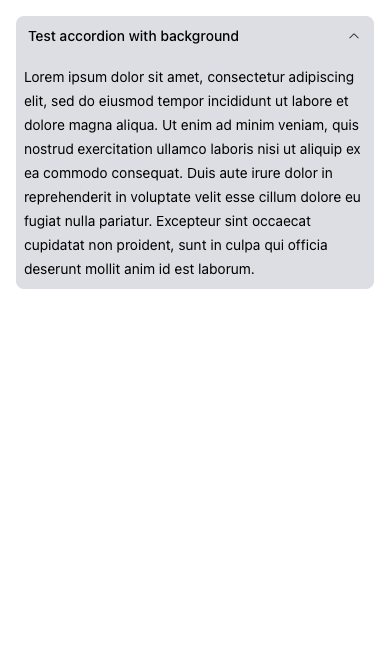 Test accordion with background
Lorem ipsum dolor sit amet, consectetur adipiscing
elit, sed do eiusmod tempor incididunt ut labore et
dolore magna aliqua. Ut enim ad minim veniam, quis
nostrud exercitation ullamco laboris nisi ut aliquip ex
ea commodo consequat. Duis aute irure dolor in
reprehenderit in voluptate velit esse cillum dolore eu
fugiat nulla pariatur. Excepteur sint occaecat
cupidatat non proident, sunt in culpa qui officia
deserunt mollit anim id est laborum.